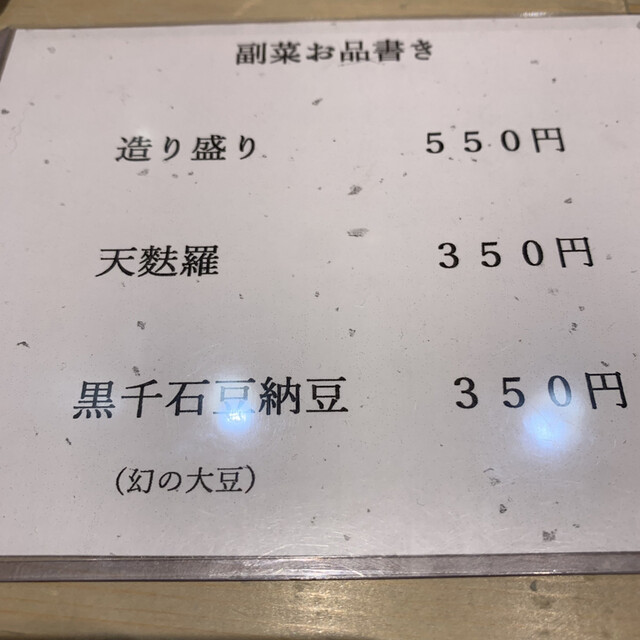 副菜お品書き
造り盛り ５５０円
天麩羅 ３５０円
黒千石豆納豆 ３５０円
（幻の大豆）